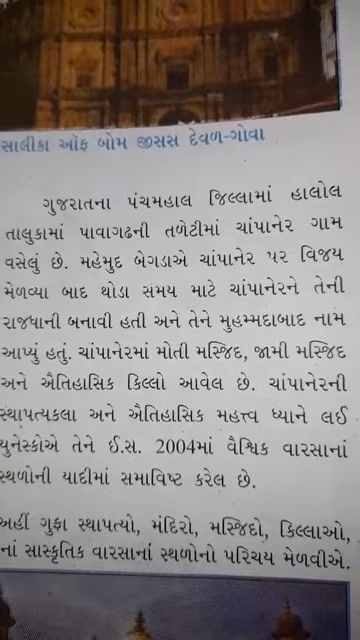 સાલીકા ઑફ બોમ જીસસ દેવળ-ગોવા
ગુજરાતના પંચમહાલ જિલ્લામાં હાલોલ
તાલુકામાં પાવાગઢની તળેટીમાં ચાંપાનેર ગામ
વસેલું છે. મહેમુદ બેગડાએ ચાંપાનેર પર વિજય
મેળવ્યા બાદ થોડા સમય માટે ચાંપાનેરને તેની
રાજધાની બનાવી હતી અને તેને મુહમ્મદાબાદ નામ
આપ્યું હતું. ચાંપાનેરમાં મોતી મસ્જિદ, જામી મસ્જિદ
અને ઐતિહાસિક કિલ્લો આવેલ છે. ચાંપાનેરની
સ્થાપત્યકલા અને ઐતિહાસિક મહત્ત્વ ધ્યાને લઈ
યુનેસ્કોએ તેને ઈ.સ. 2004માં વૈશ્વિક વારસાનાં
સ્થળોની યાદીમાં સમાવિષ્ટ કરેલ છે.
અહીં ગુફા સ્થાપત્યો, મંદિરો, મસ્જિદો, કિલ્લાઓ,
નાં સાસ્કૃતિક વારસાનાં સ્થળોનો પરિચય મેળવીએ.